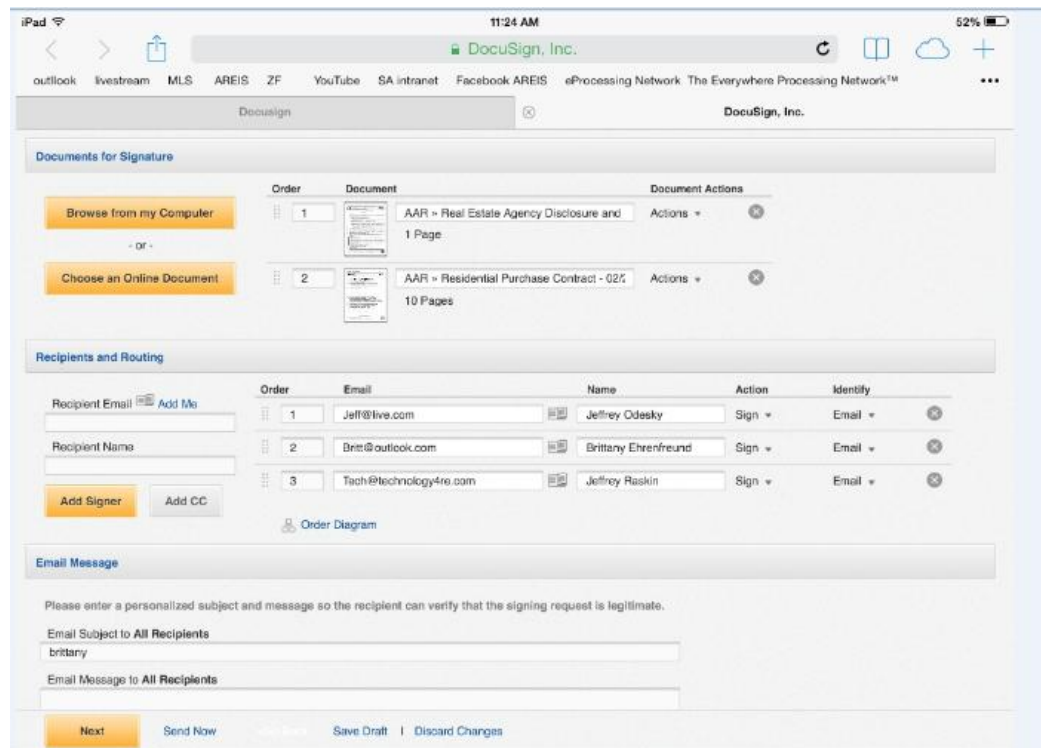 iPad 11:24 AM 52%
DocuSign, Inc.
outllook livestream MLS AREIS ZF YouTube SA intranet Facebook AREIS eProcessing Network The Everywhere Processing Network™ •••
Docusign DocuSign, Inc.
Documents for Signature
Order Document Document Actions
Browse from my Computer 1 AAR » Real Estate Agency Disclosure and Actions
1 Page
- or -
Choose an Online Document 2 AAR » Residential Purchase Contract - 02/2 Actions
10 Pages
Recipients and Routing
Order Email Name Action Identify
Recipient Email Add Me
1 Jeff@live.com Jeffrey Odesky Sign Email
Recipient Name 2 Britt@outlook.com Brittany Ehrenfreund Sign Email
3 Tech@technology4re.com Jeffrey Raskin Sign Email
Add Signer Add CC
Order Diagram
Email Message
Please enter a personalized subject and message so the recipient can verify that the signing request is legitimate.
Email Subject to All Recipients
brittany
Email Message to All Recipients
Next Send Now Save Draft | Discard Changes